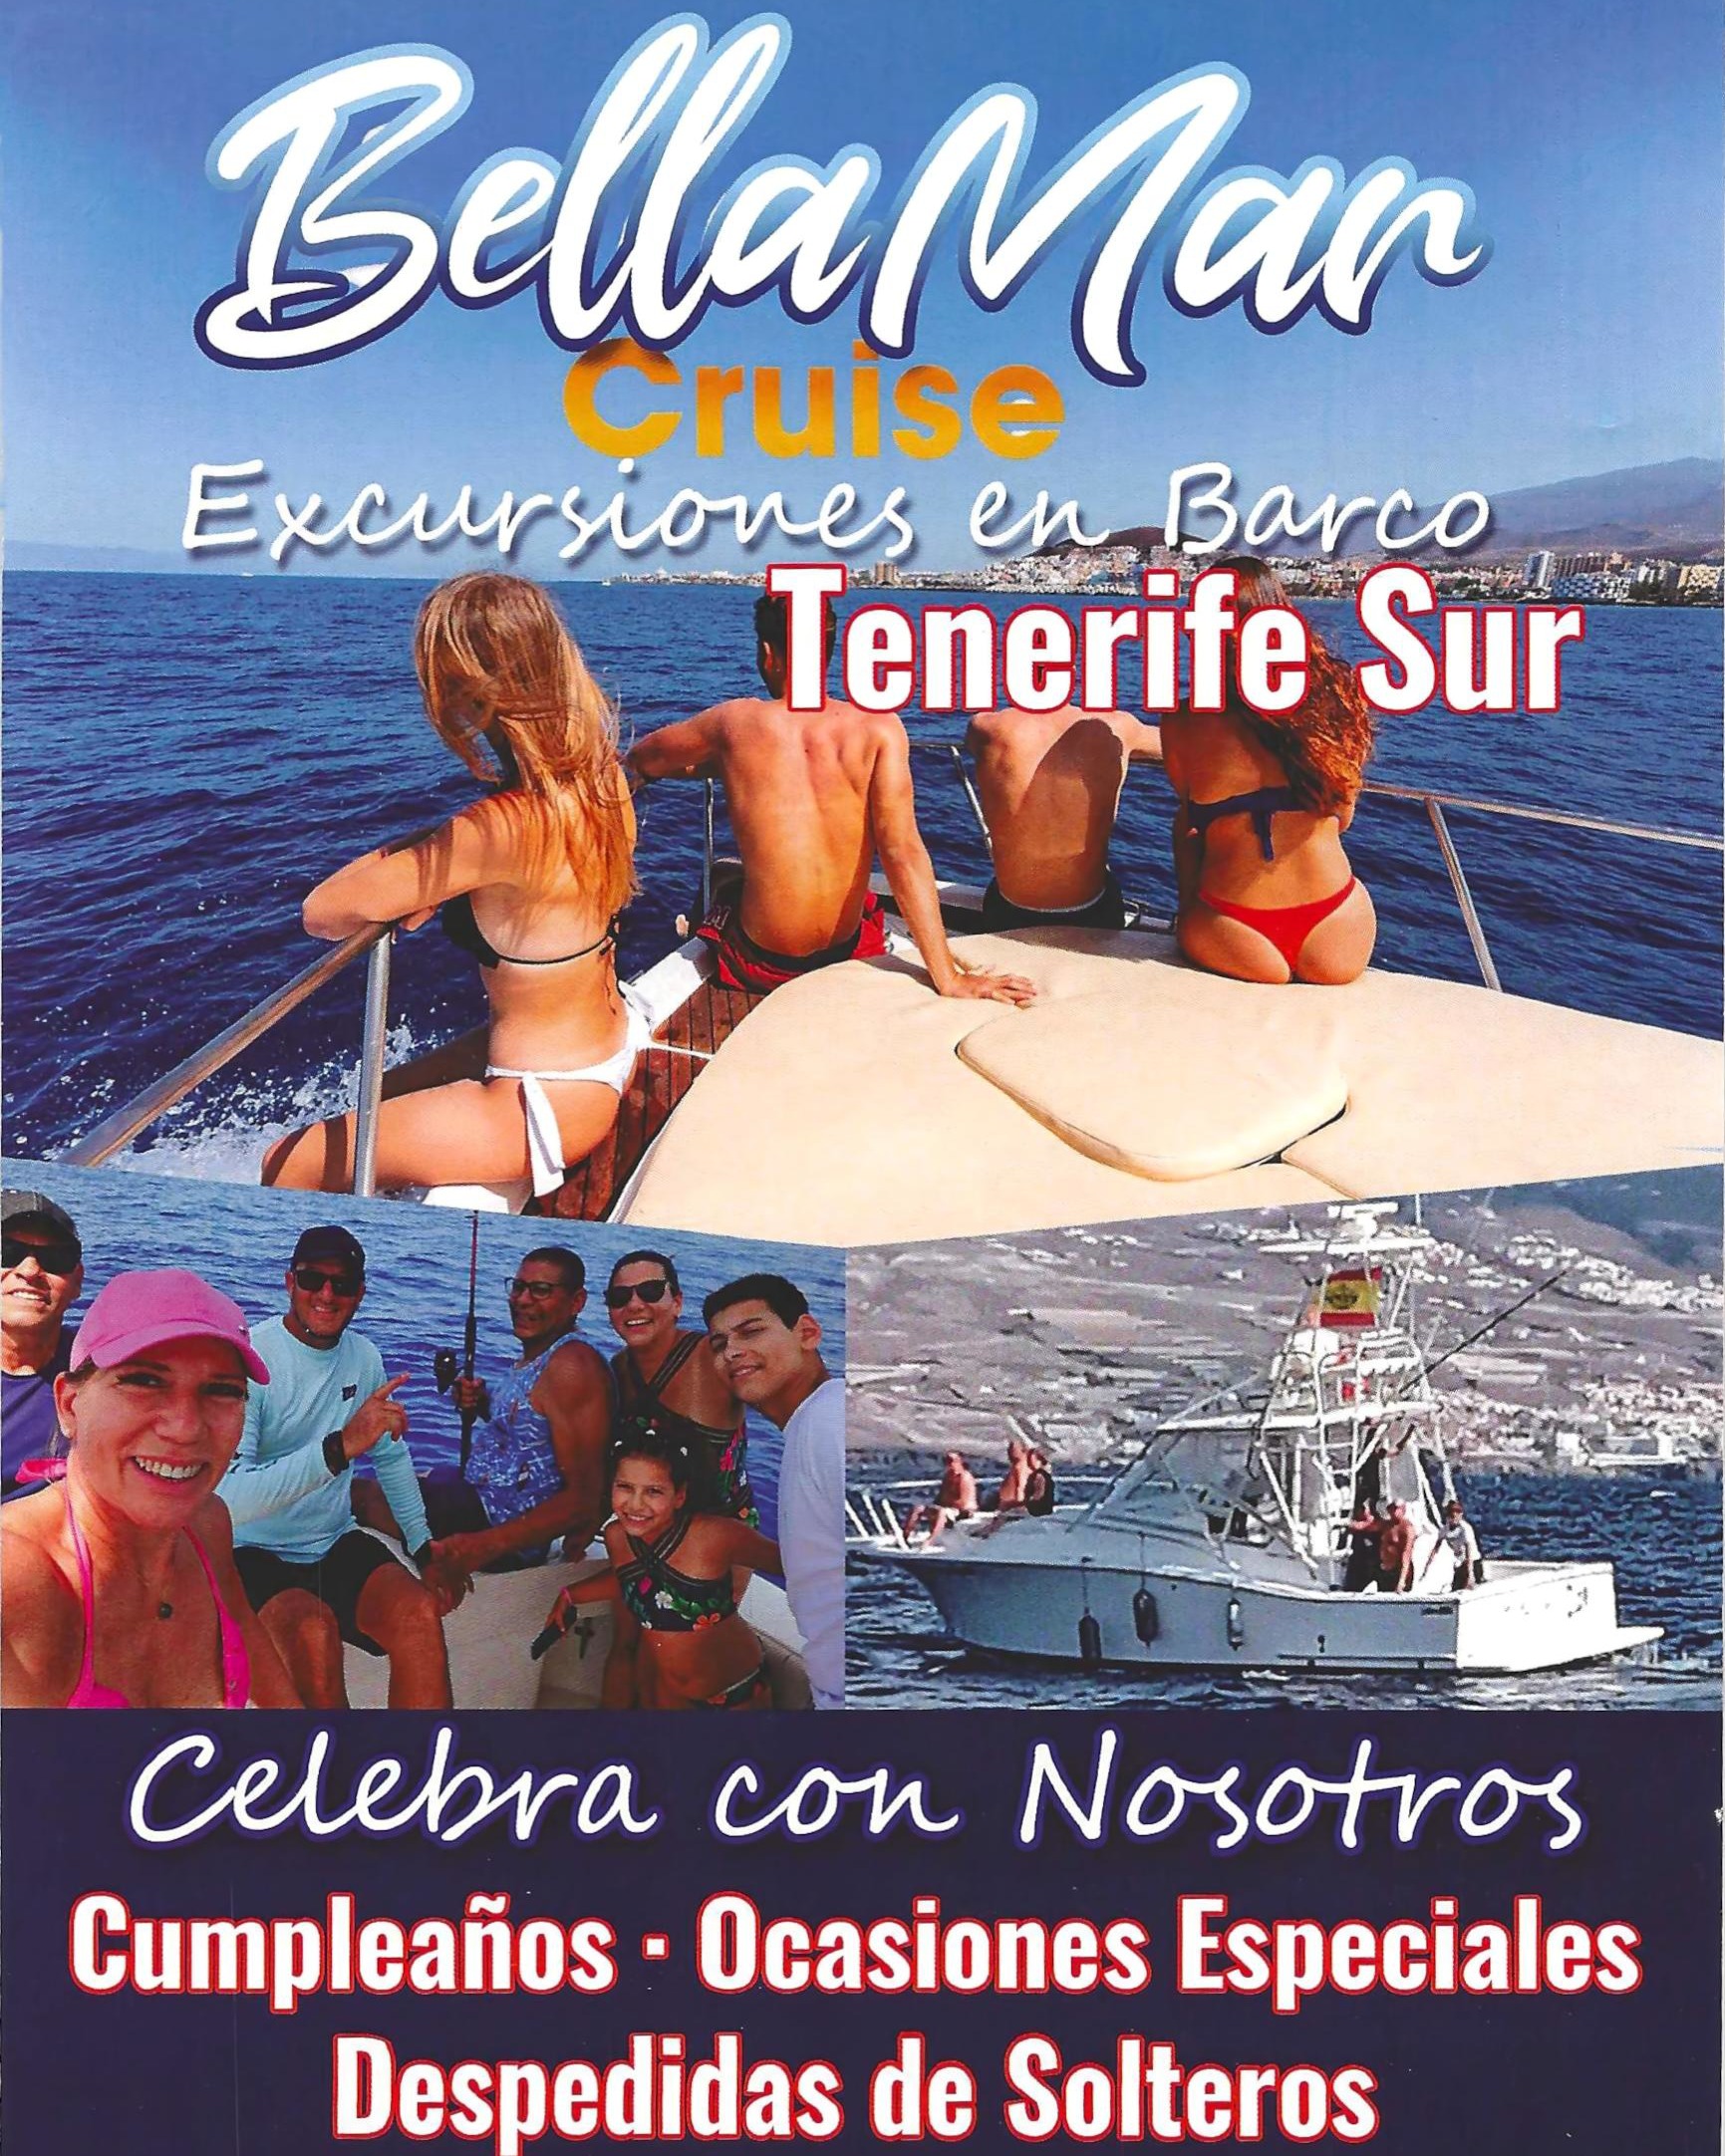 BellaMar
Cruise
Excursiones en Barco
Tenerife Sur
Celebra con Nosotros
Cumpleaños · Ocasiones Especiales
Despedidas de Solteros